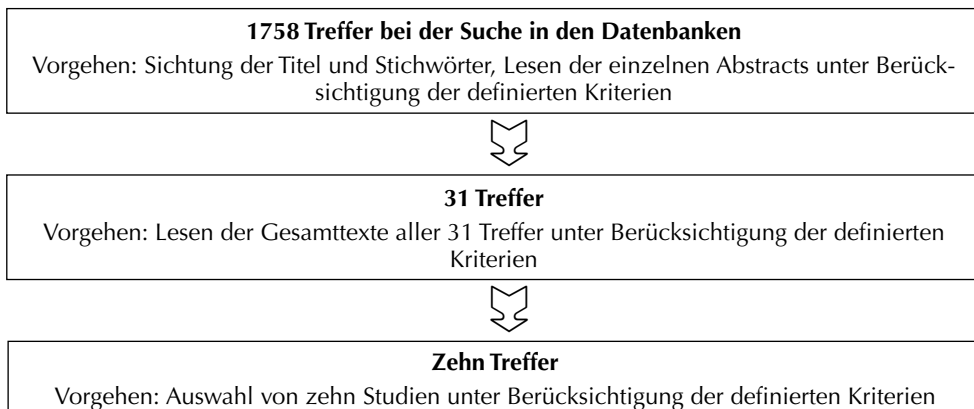 1758 Treffer bei der Suche in den Datenbanken
Vorgehen: Sichtung der Titel und Stichwörter, Lesen der einzelnen Abstracts unter Berück-
sichtigung der definierten Kriterien
31 Treffer
Vorgehen: Lesen der Gesamttexte aller 31 Treffer unter Berücksichtigung der definierten
Kriterien
Zehn Treffer
Vorgehen: Auswahl von zehn Studien unter Berücksichtigung der definierten Kriterien